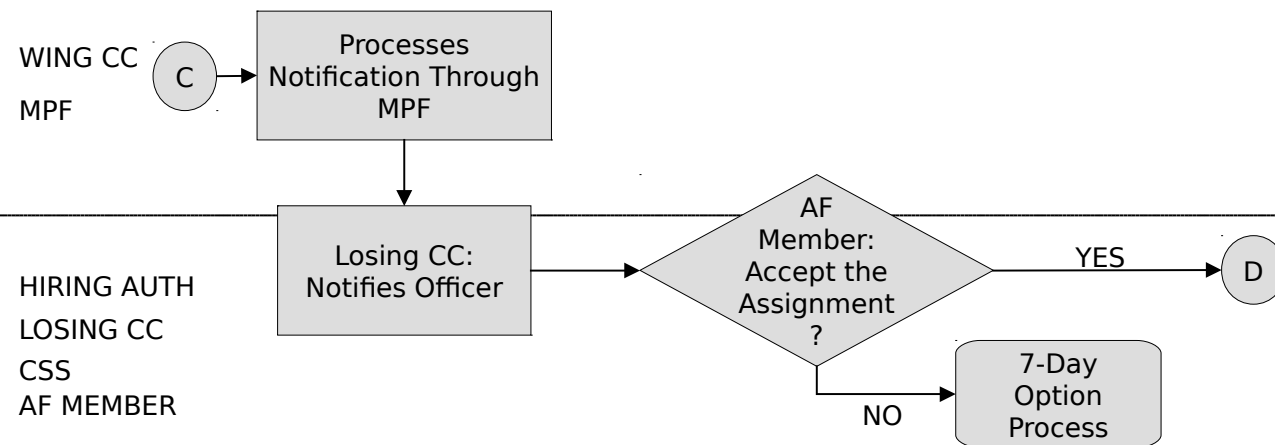 WING CC
MPF
C
Processes
Notification Through
MPF
Losing CC:
Notifies Officer
AF
Member:
Accept the
Assignment
?
YES
D
HIRING AUTH
LOSING CC
CSS
AF MEMBER
NO
7-Day
Option
Process